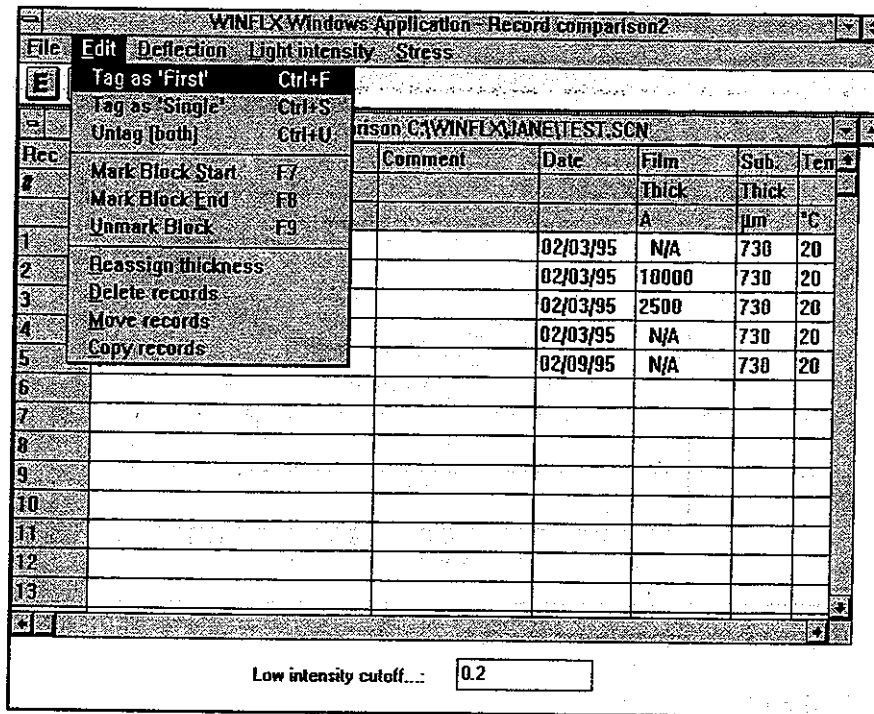 WINFLX Windows Application - Record comparison2
File Edit Deflection Light intensity Stress
E
Tag as 'First' Ctrl+F
Tag as 'Single' Ctrl+S
Untag (both) Ctrl+U
Mark Block Start F7
Mark Block End F8
Unmark Block F9
Reassign thickness
Delete records
Move records
Copy records
rison C:\WINFLX\JANE\TEST.SCN
Rec Comment Date Film Sub. Tem
# Thick Thick
A µm °C
1 02/03/95 N/A 730 20
2 02/03/95 10000 730 20
3 02/03/95 2500 730 20
4 02/03/95 N/A 730 20
5 02/09/95 N/A 730 20
6
7
8
9
10
11
12
13
Low intensity cutoff...: 0.2